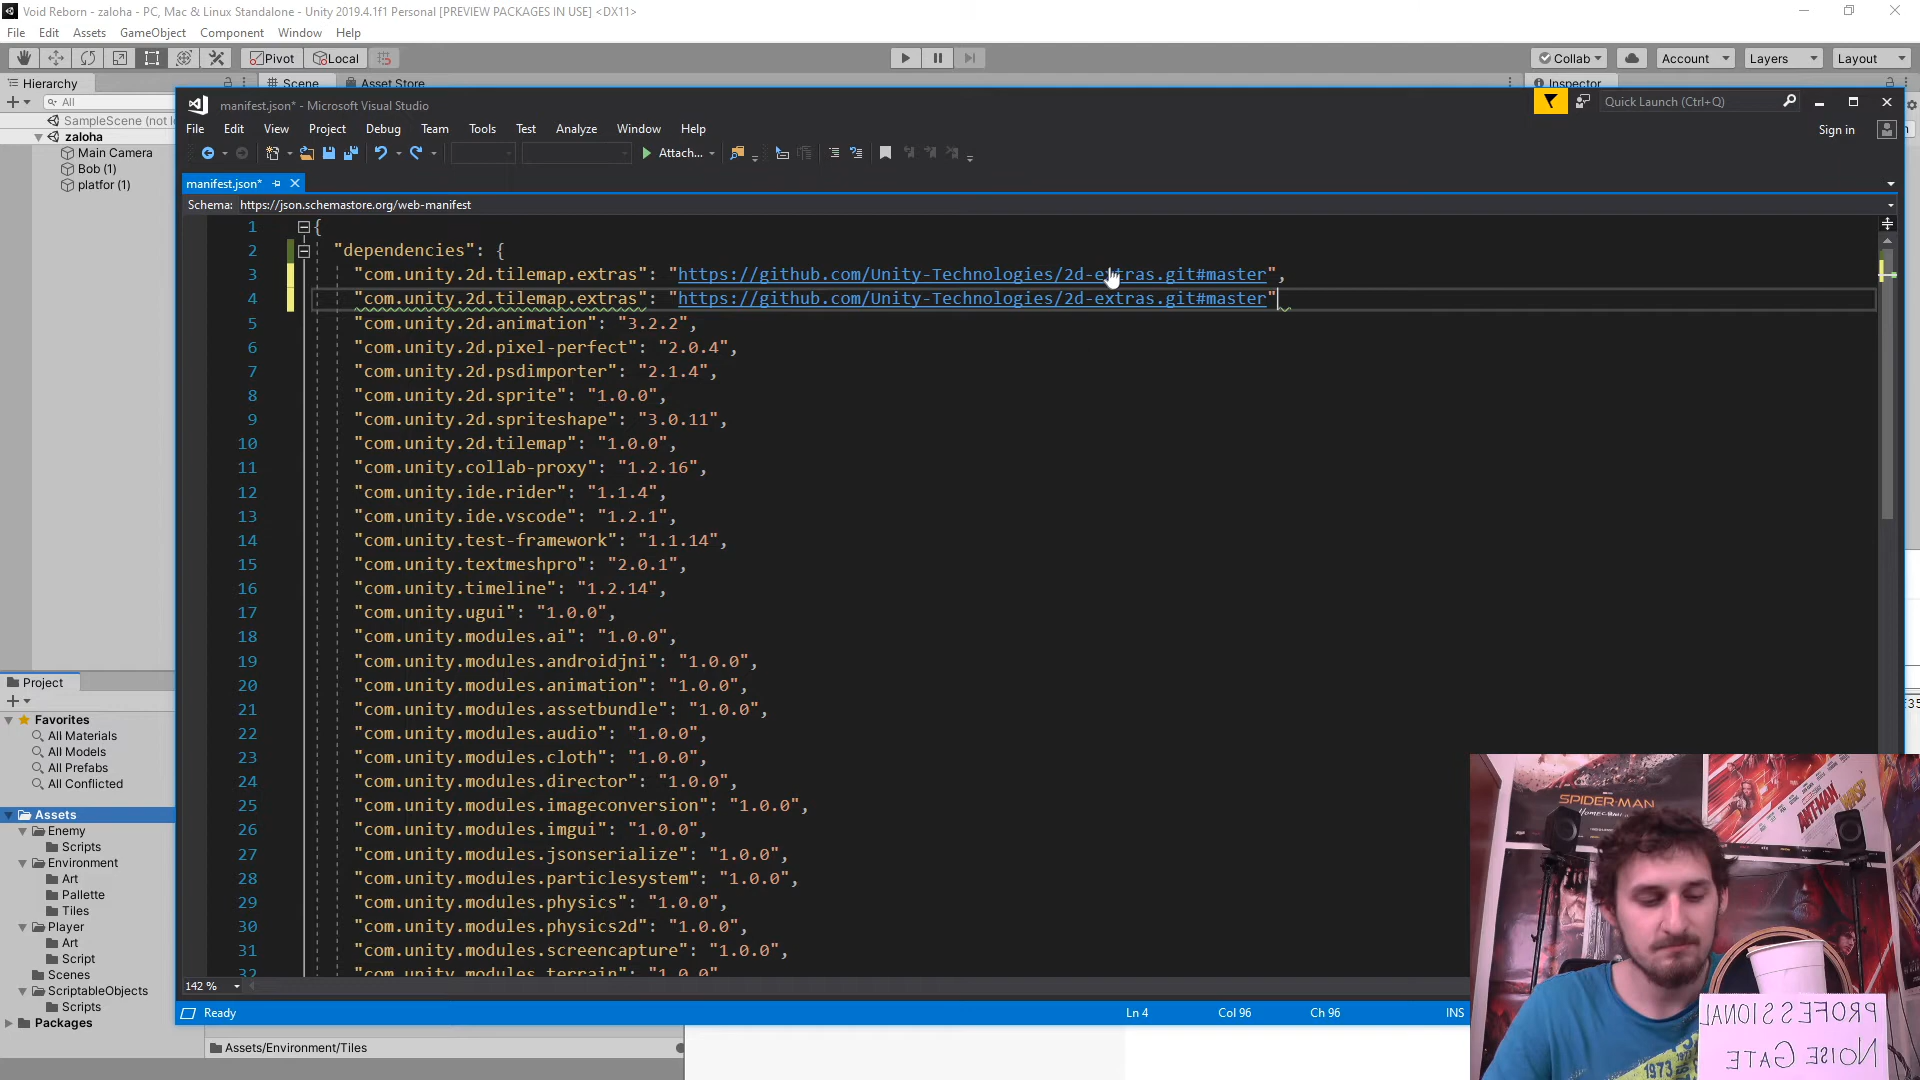 Void Reborn - zaloha - PC, Mac & Linux Standalone - Unity 2019.4.1f1 Personal [PREVIEW PACKAGES IN USE] <DX11>
File Edit Assets GameObject Component Window Help
Pivot Local Collab Account Layers Layout
Hierarchy Scene Asset Store Inspector
All
SampleScene (not l
zaloha
Main Camera
Bob (1)
platfor (1)
manifest.json* - Microsoft Visual Studio
Quick Launch (Ctrl+Q)
File Edit View Project Debug Team Tools Test Analyze Window Help
Sign in
Attach...
manifest.json*
Schema: https://json.schemastore.org/web-manifest
1 {
2 "dependencies": {
3 "com.unity.2d.tilemap.extras": "https://github.com/Unity-Technologies/2d-extras.git#master",
4 "com.unity.2d.tilemap.extras": "https://github.com/Unity-Technologies/2d-extras.git#master"
5 "com.unity.2d.animation": "3.2.2",
6 "com.unity.2d.pixel-perfect": "2.0.4",
7 "com.unity.2d.psdimporter": "2.1.4",
8 "com.unity.2d.sprite": "1.0.0",
9 "com.unity.2d.spriteshape": "3.0.11",
10 "com.unity.2d.tilemap": "1.0.0",
11 "com.unity.collab-proxy": "1.2.16",
12 "com.unity.ide.rider": "1.1.4",
13 "com.unity.ide.vscode": "1.2.1",
14 "com.unity.test-framework": "1.1.14",
15 "com.unity.textmeshpro": "2.0.1",
16 "com.unity.timeline": "1.2.14",
17 "com.unity.ugui": "1.0.0",
18 "com.unity.modules.ai": "1.0.0",
19 "com.unity.modules.androidjni": "1.0.0",
20 "com.unity.modules.animation": "1.0.0",
21 "com.unity.modules.assetbundle": "1.0.0",
22 "com.unity.modules.audio": "1.0.0",
23 "com.unity.modules.cloth": "1.0.0",
24 "com.unity.modules.director": "1.0.0",
25 "com.unity.modules.imageconversion": "1.0.0",
26 "com.unity.modules.imgui": "1.0.0",
27 "com.unity.modules.jsonserialize": "1.0.0",
28 "com.unity.modules.particlesystem": "1.0.0",
29 "com.unity.modules.physics": "1.0.0",
30 "com.unity.modules.physics2d": "1.0.0",
31 "com.unity.modules.screencapture": "1.0.0",
32 "com.unity.modules.terrain": "1.0.0"
142 %
Ready Ln 4 Col 96 Ch 96 INS
Project
Favorites
All Materials
All Models
All Prefabs
All Conflicted
Assets
Enemy
Scripts
Environment
Art
Pallette
Tiles
Player
Art
Script
Scenes
ScriptableObjects
Scripts
Packages
Assets/Environment/Tiles
SPIDER-MAN
HOMECOMING
ANT-MAN
WASP
PROFESSIONAL
NOISE GATE
1973